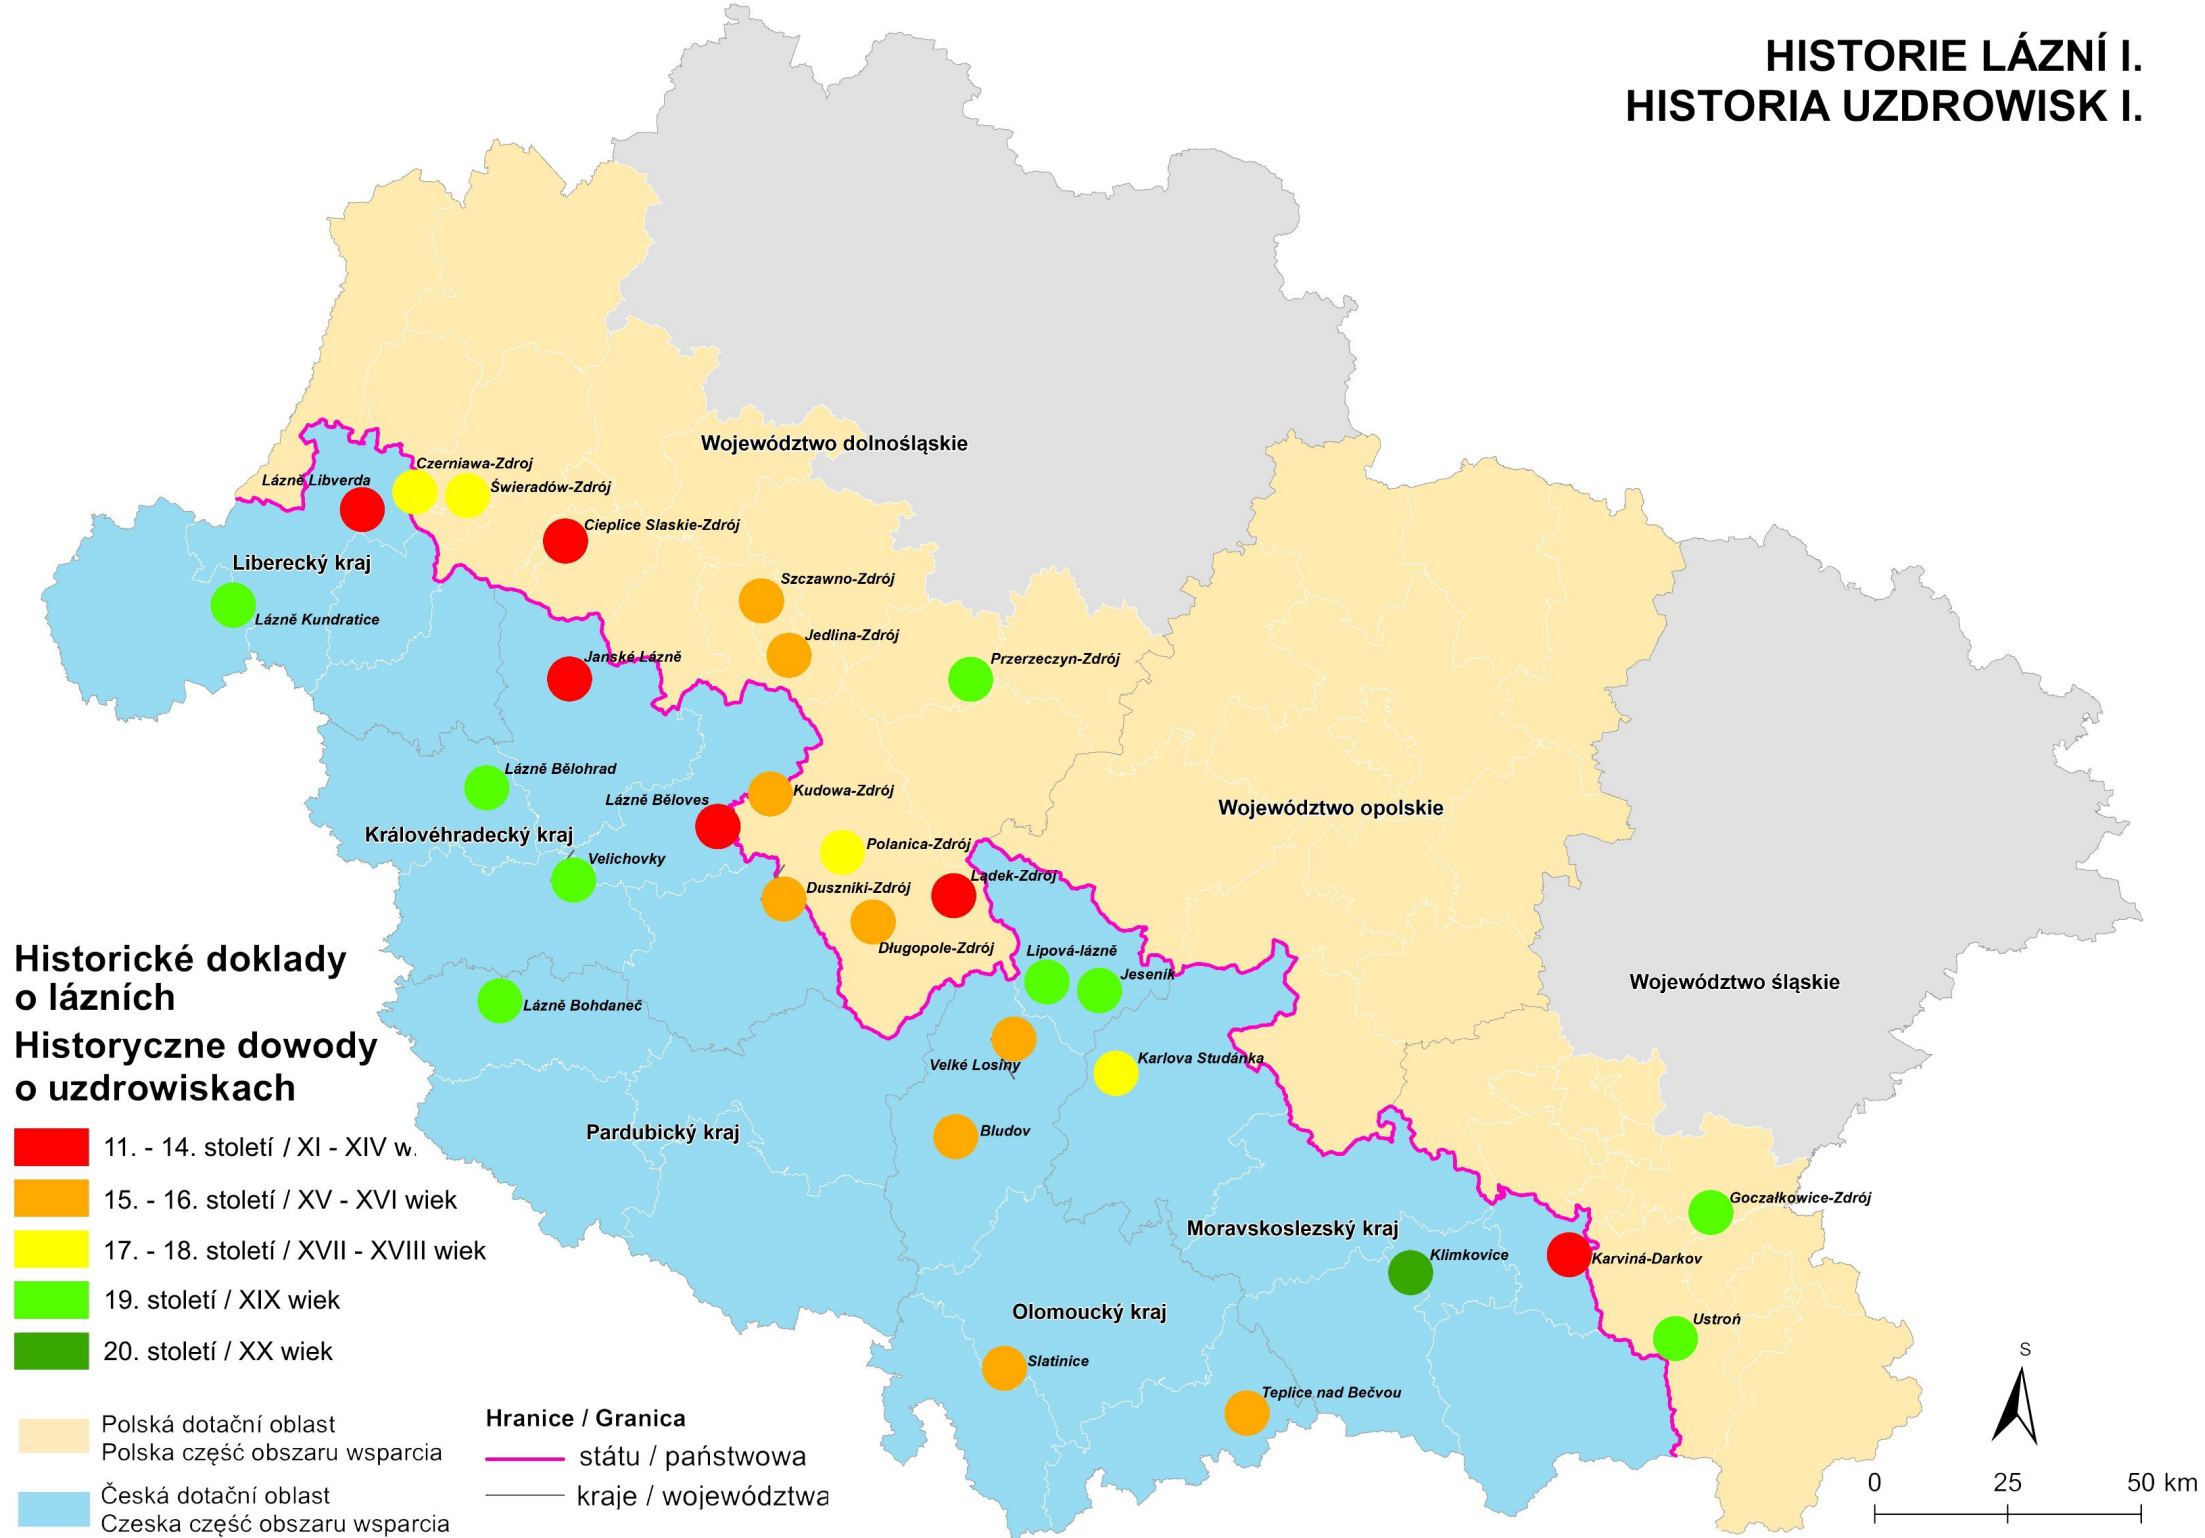 HISTORIE LÁZNÍ I.
HISTORIA UZDROWISK I.
Województwo dolnośląskie
Czerniawa-Zdroj
Lázně Libverda
Świeradów-Zdrój
Cieplice Slaskie-Zdrój
Liberecký kraj
Szczawno-Zdrój
Lázně Kundratice
Jedlina-Zdrój
Janské Lázně
Przerzeczyn-Zdrój
Lázně Bělohrad
Kudowa-Zdrój
Lázně Běloves
Województwo opolskie
Královéhradecký kraj
Polanica-Zdrój
Velichovky
Lądek-Zdrój
Duszniki-Zdrój
Długopole-Zdrój
Lipová-lázně
Jeseník
Województwo śląskie
Lázně Bohdaneč
Velké Losiny
Karlova Studánka
Pardubický kraj
Bludov
Goczałkowice-Zdrój
Moravskoslezský kraj
Klimkovice
Karviná-Darkov
Olomoucký kraj
Ustroń
Slatinice
Teplice nad Bečvou
Historické doklady
o lázních
Historyczne dowody
o uzdrowiskach
11. - 14. století / XI - XIV w.
15. - 16. století / XV - XVI wiek
17. - 18. století / XVII - XVIII wiek
19. století / XIX wiek
20. století / XX wiek
Polská dotační oblast
Polska część obszaru wsparcia
Česká dotační oblast
Czeska część obszaru wsparcia
Hranice / Granica
státu / państwowa
kraje / województwa
S
0 25 50 km